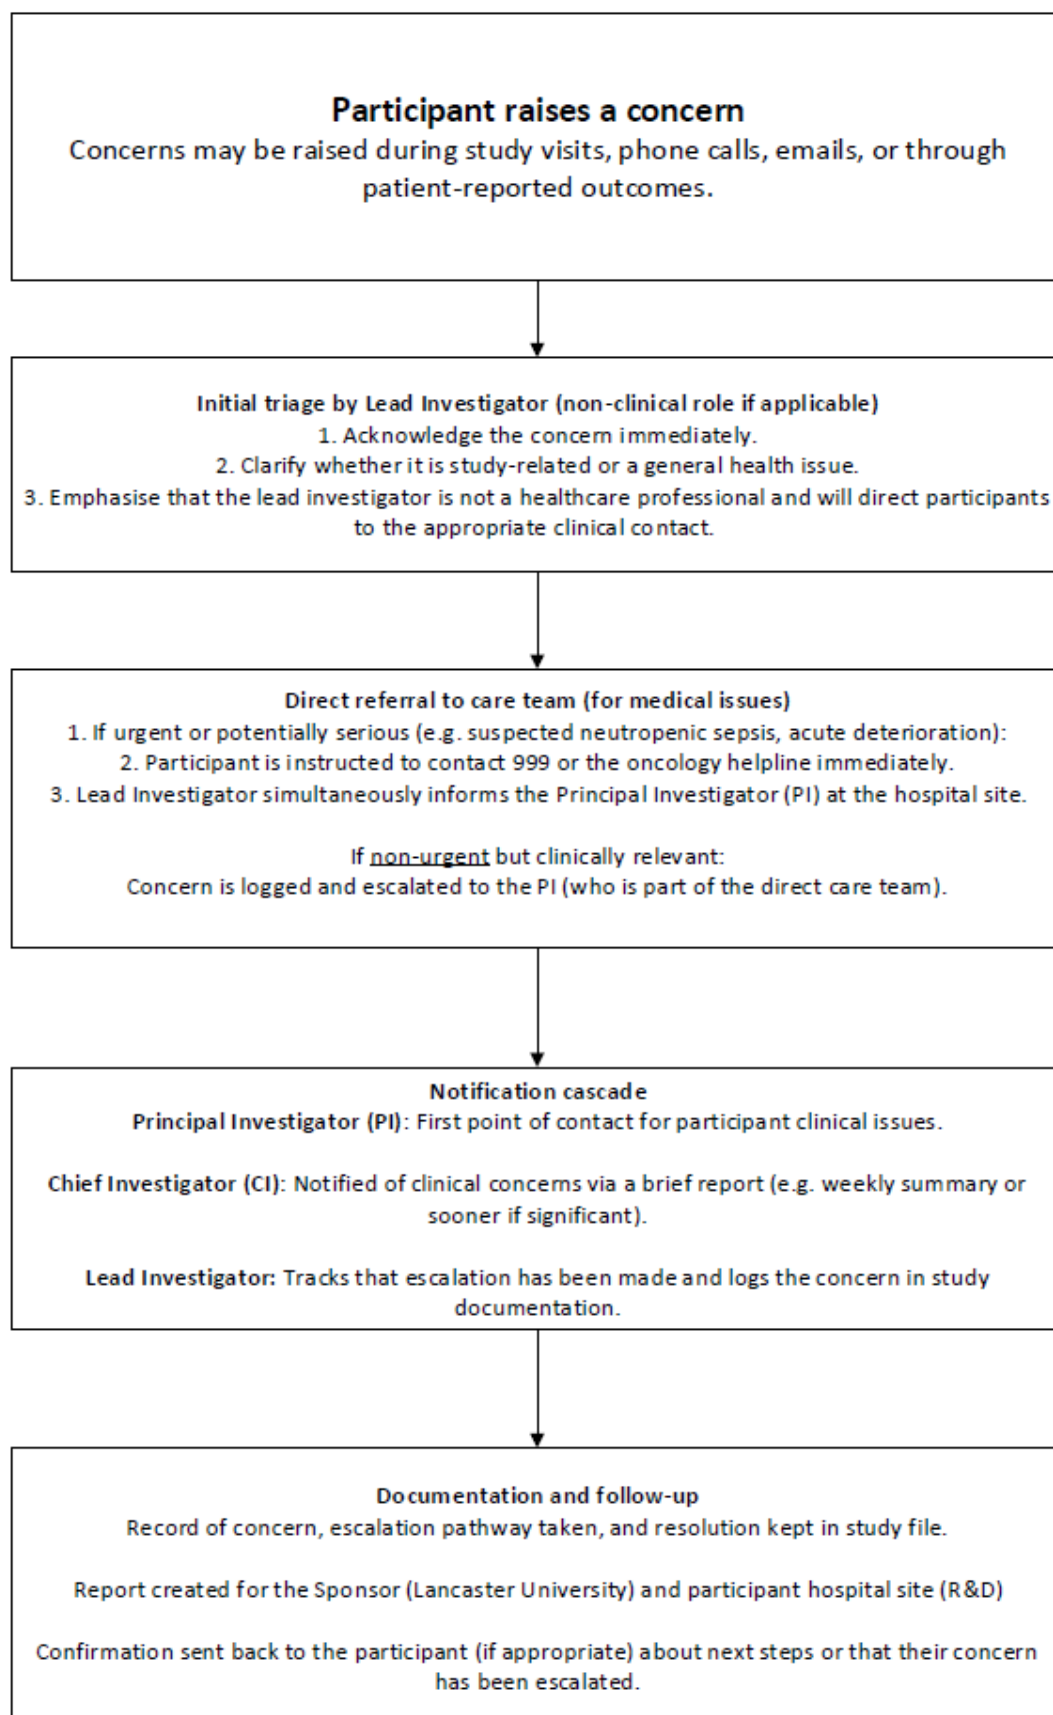 Participant raises a concern
Concerns may be raised during study visits, phone calls, emails, or through
patient-reported outcomes.
Initial triage by Lead Investigator (non-clinical role if applicable)
1. Acknowledge the concern immediately.
2. Clarify whether it is study-related or a general health issue.
3. Emphasise that the lead investigator is not a healthcare professional and will direct participants
to the appropriate clinical contact.
Direct referral to care team (for medical issues)
1. If urgent or potentially serious (e.g. suspected neutropenic sepsis, acute deterioration):
2. Participant is instructed to contact 999 or the oncology helpline immediately.
3. Lead Investigator simultaneously informs the Principal Investigator (PI) at the hospital site.
If non-urgent but clinically relevant:
Concern is logged and escalated to the PI (who is part of the direct care team).
Notification cascade
Principal Investigator (PI): First point of contact for participant clinical issues.
Chief Investigator (CI): Notified of clinical concerns via a brief report (e.g. weekly summary or
sooner if significant).
Lead Investigator: Tracks that escalation has been made and logs the concern in study
documentation.
Documentation and follow-up
Record of concern, escalation pathway taken, and resolution kept in study file.
Report created for the Sponsor (Lancaster University) and participant hospital site (R&D)
Confirmation sent back to the participant (if appropriate) about next steps or that their concern
has been escalated.